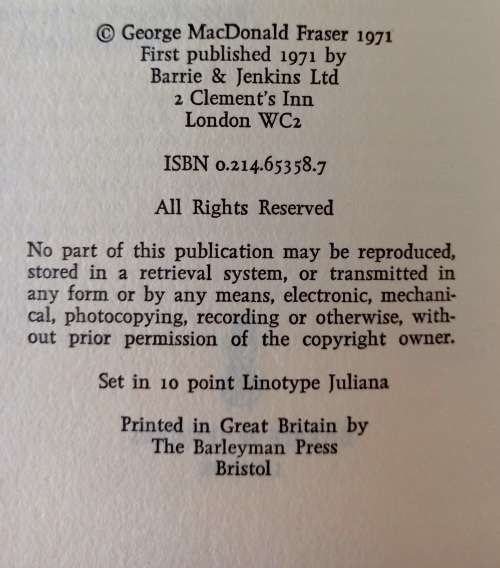 © George MacDonald Fraser 1971
First published 1971 by
Barrie & Jenkins Ltd
2 Clement's Inn
London WC2
ISBN 0.214.65358.7
All Rights Reserved
No part of this publication may be reproduced,
stored in a retrieval system, or transmitted in
any form or by any means, electronic, mechani-
cal, photocopying, recording or otherwise, with-
out prior permission of the copyright owner.
Set in 10 point Linotype Juliana
Printed in Great Britain by
The Barleyman Press
Bristol